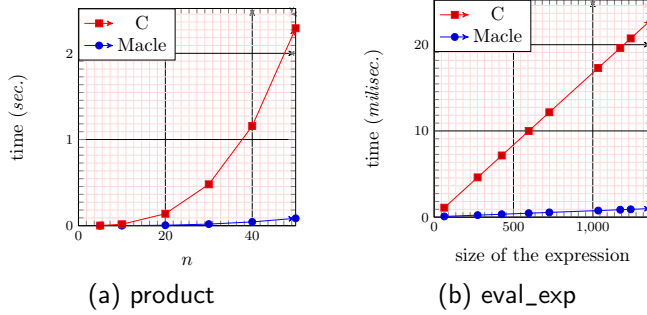 C
Macle
time (sec.)
2
1
0
0
20
40
n
(a) product
C
Macle
time (milisec.)
20
10
0
0
500
1,000
size of the expression
(b) eval_exp